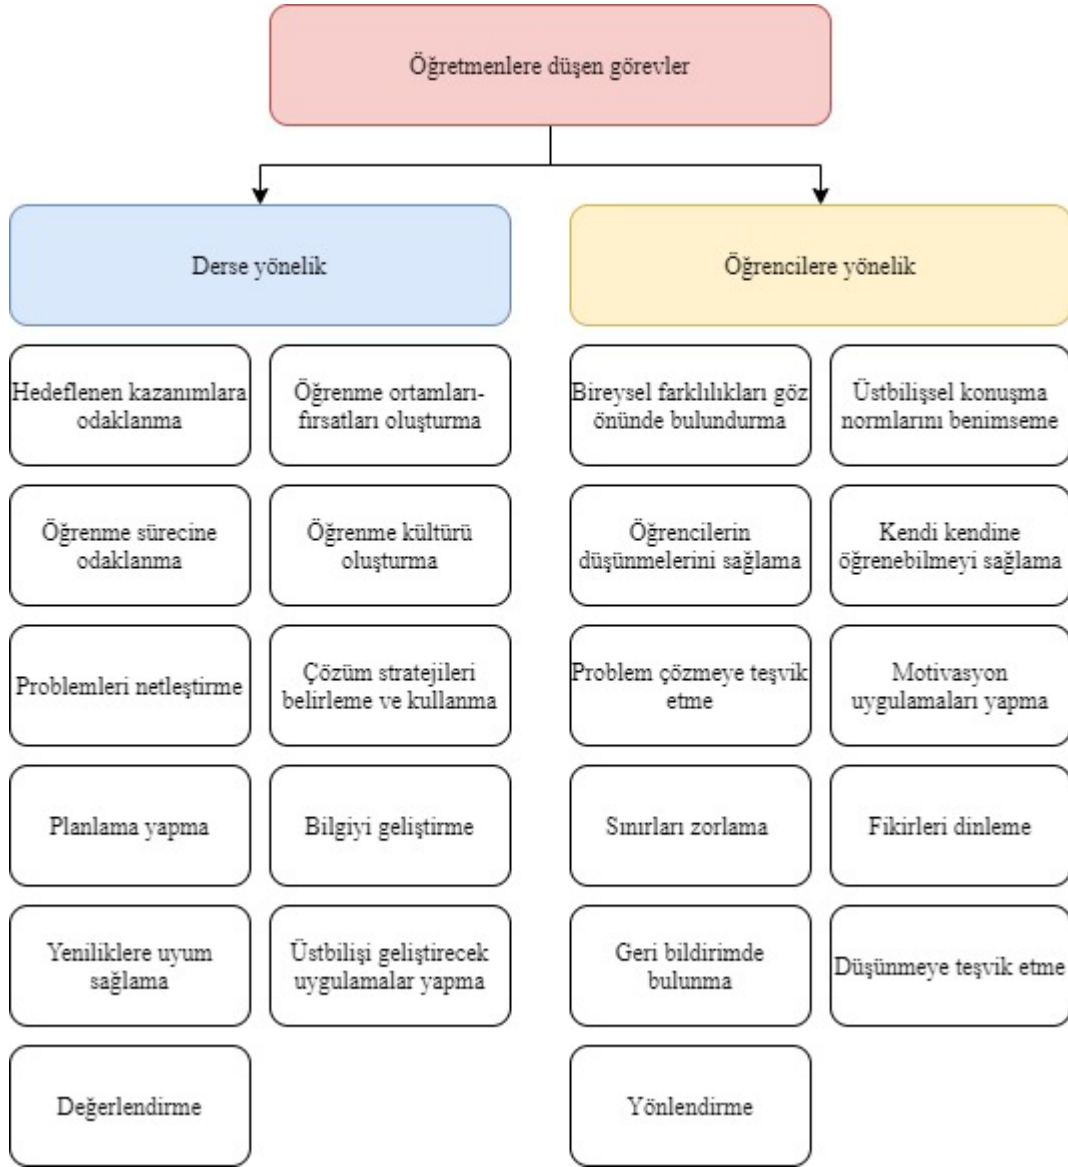 Öğretmenlere düşen görevler
Derse yönelik
Öğrencilere yönelik
Hedeflenen kazanımlara
odaklanma
Öğrenme ortamları-
fırsatları oluşturma
Bireysel farklılıkları göz
önünde bulundurma
Üstbilişsel konuşma
normlarını benimseme
Öğrenme sürecine
odaklanma
Öğrenme kültürü
oluşturma
Öğrencilerin
düşünmelerini sağlama
Kendi kendine
öğrenebilmeyi sağlama
Problemleri netleştirme
Çözüm stratejileri
belirleme ve kullanma
Problem çözmeye teşvik
etme
Motivasyon
uygulamaları yapma
Planlama yapma
Bilgiyi geliştirme
Sınırları zorlama
Fikirleri dinleme
Yeniliklere uyum
sağlama
Üstbilişi geliştirecek
uygulamalar yapma
Geri bildirimde
bulunma
Düşünmeye teşvik etme
Değerlendirme
Yönlendirme